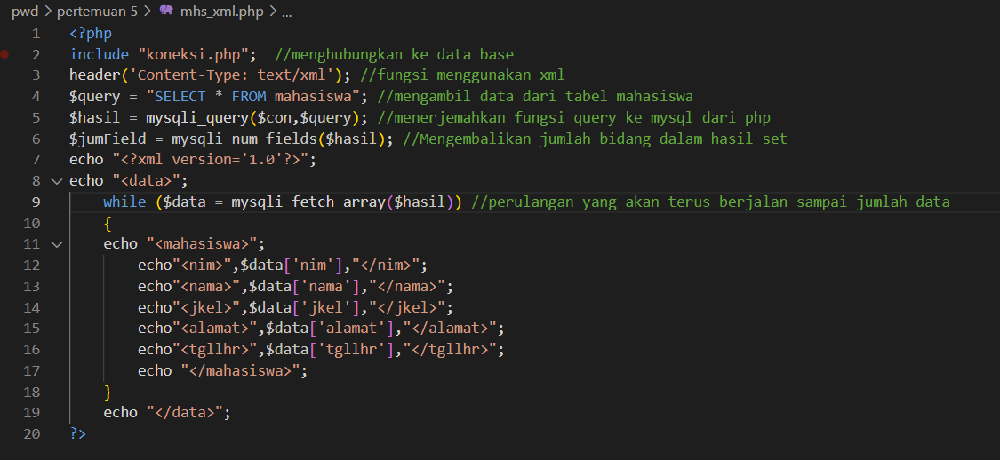 pwd > pertemuan 5 > mhs_xml.php > ...
1 <?php
2 include "koneksi.php";  //menghubungkan ke data base
3 header('Content-Type: text/xml'); //fungsi menggunakan xml
4 $query = "SELECT * FROM mahasiswa"; //mengambil data dari tabel mahasiswa
5 $hasil = mysqli_query($con,$query); //menerjemahkan fungsi query ke mysql dari php
6 $jumField = mysqli_num_fields($hasil); //Mengembalikan jumlah bidang dalam hasil set
7 echo "<?xml version='1.0'?>";
8 echo "<data>";
9     while ($data = mysqli_fetch_array($hasil)) //perulangan yang akan terus berjalan sampai jumlah data
10     {
11     echo "<mahasiswa>";
12         echo"<nim>",$data['nim'],"</nim>";
13         echo"<nama>",$data['nama'],"</nama>";
14         echo"<jkel>",$data['jkel'],"</jkel>";
15         echo"<alamat>",$data['alamat'],"</alamat>";
16         echo"<tgllhr>",$data['tgllhr'],"</tgllhr>";
17         echo "</mahasiswa>";
18     }
19     echo "</data>";
20 ?>